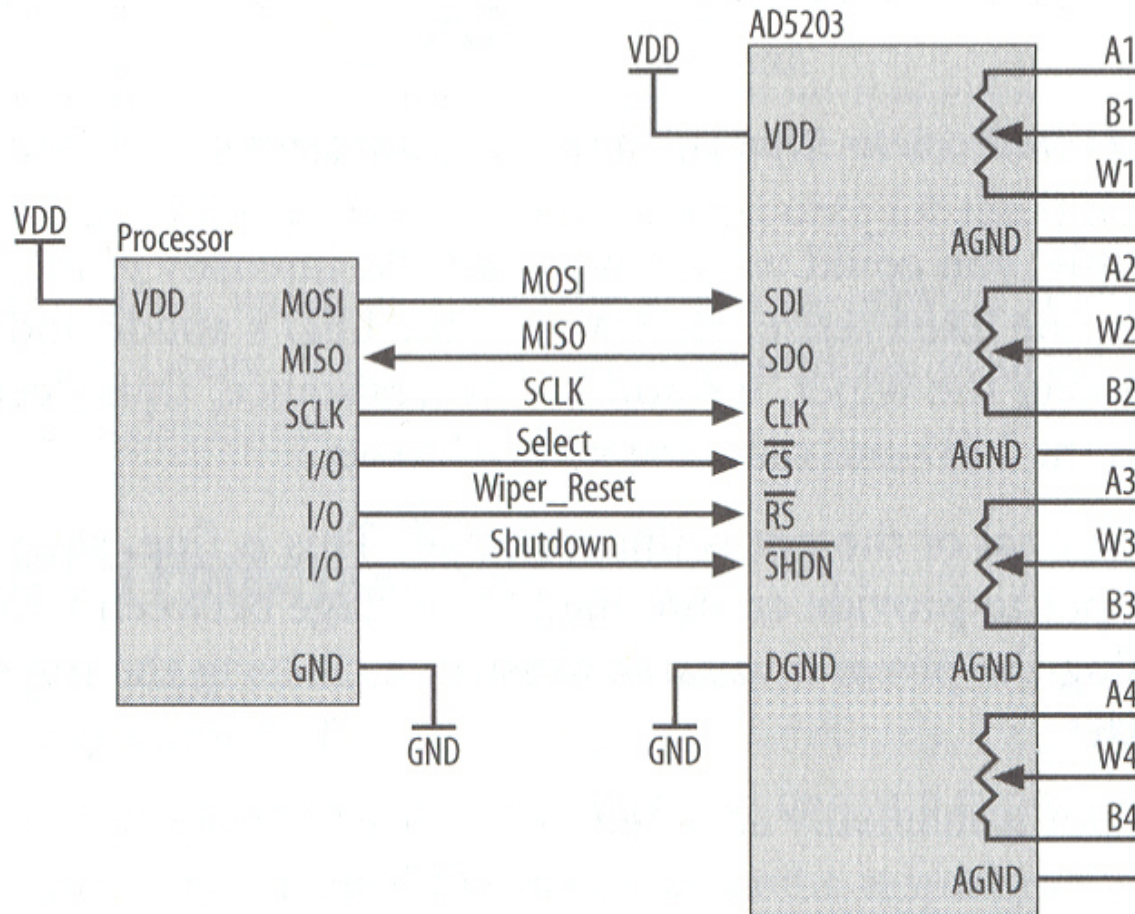 AD5203
VDD
A1
B1
VDD
W1
VDD
Processor
AGND
A2
VDD
MOSI
MOSI
SDI
MISO
MISO
SDO
W2
SCLK
SCLK
CLK
B2
I/O
Select
CS
AGND
A3
I/O
Wiper_Reset
RS
I/O
Shutdown
SHDN
W3
B3
GND
DGND
AGND
A4
GND
GND
W4
B4
AGND